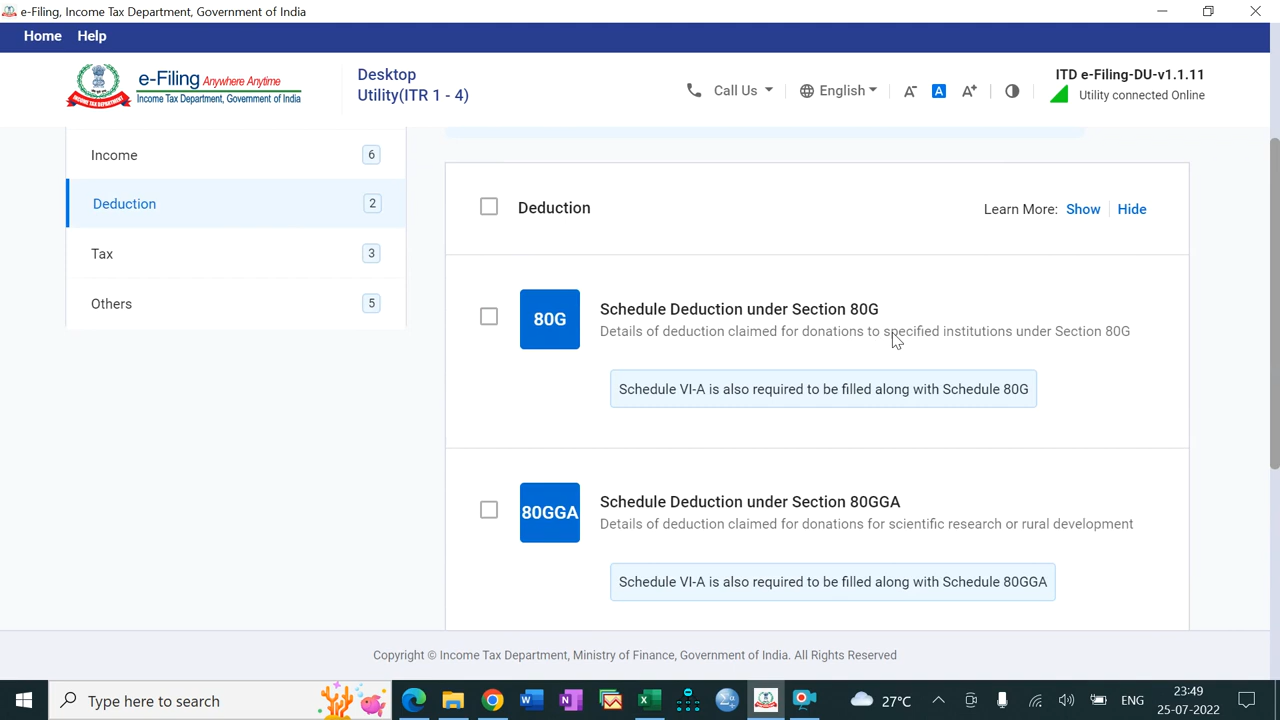 e-Filing, Income Tax Department, Government of India
Home Help
e-Filing Anywhere Anytime
Income Tax Department, Government of India
Desktop
Utility(ITR 1 - 4)
Call Us
English
A-
A
A+
ITD e-Filing-DU-v1.1.11
Utility connected Online
Income 6
Deduction 2
Tax 3
Others 5
Deduction
Learn More: Show Hide
80G
Schedule Deduction under Section 80G
Details of deduction claimed for donations to specified institutions under Section 80G
Schedule VI-A is also required to be filled along with Schedule 80G
80GGA
Schedule Deduction under Section 80GGA
Details of deduction claimed for donations for scientific research or rural development
Schedule VI-A is also required to be filled along with Schedule 80GGA
Copyright © Income Tax Department, Ministry of Finance, Government of India. All Rights Reserved
Type here to search
27°C
ENG
23:49
25-07-2022